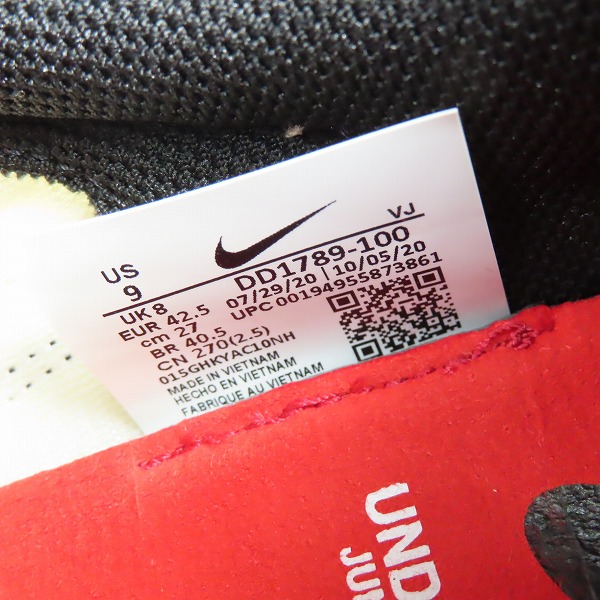 VJ
US
9
DD1789-100
UK 8
07/29/20 | 10/05/20
EUR 42.5
UPC 00194955873861
cm 27
BR 40.5
CN 270(2.5)
015GHKYAC10NH
MADE IN VIETNAM
HECHO EN VIETNAM
FABRIQUE AU VIETNAM
UND
JU